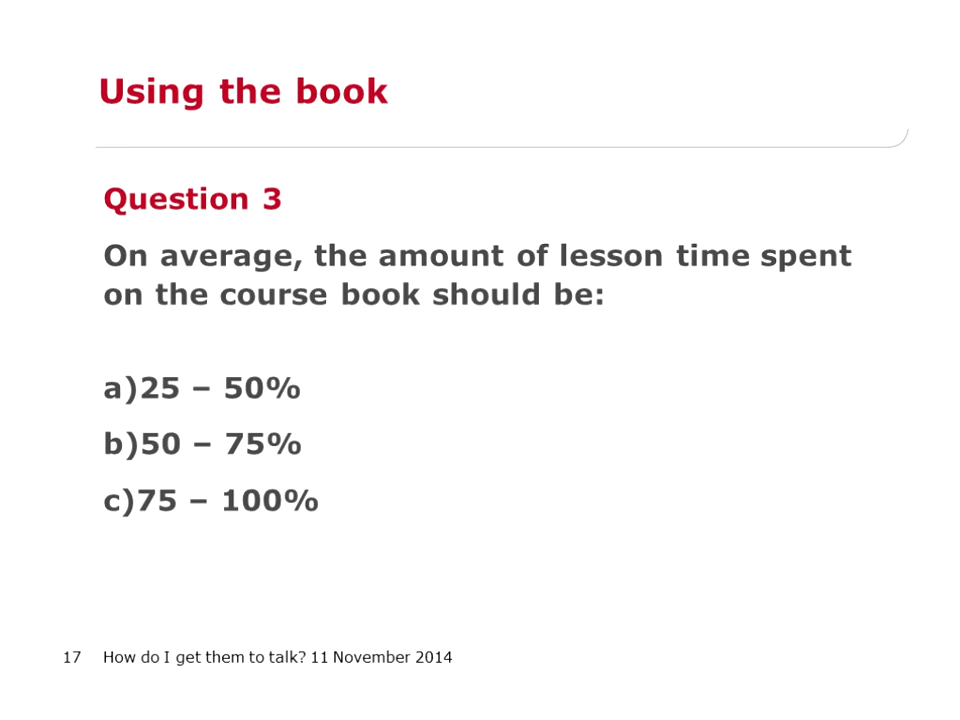 Using the book
Question 3
On average, the amount of lesson time spent
on the course book should be:
a)25 – 50%
b)50 – 75%
c)75 – 100%
17 How do I get them to talk? 11 November 2014